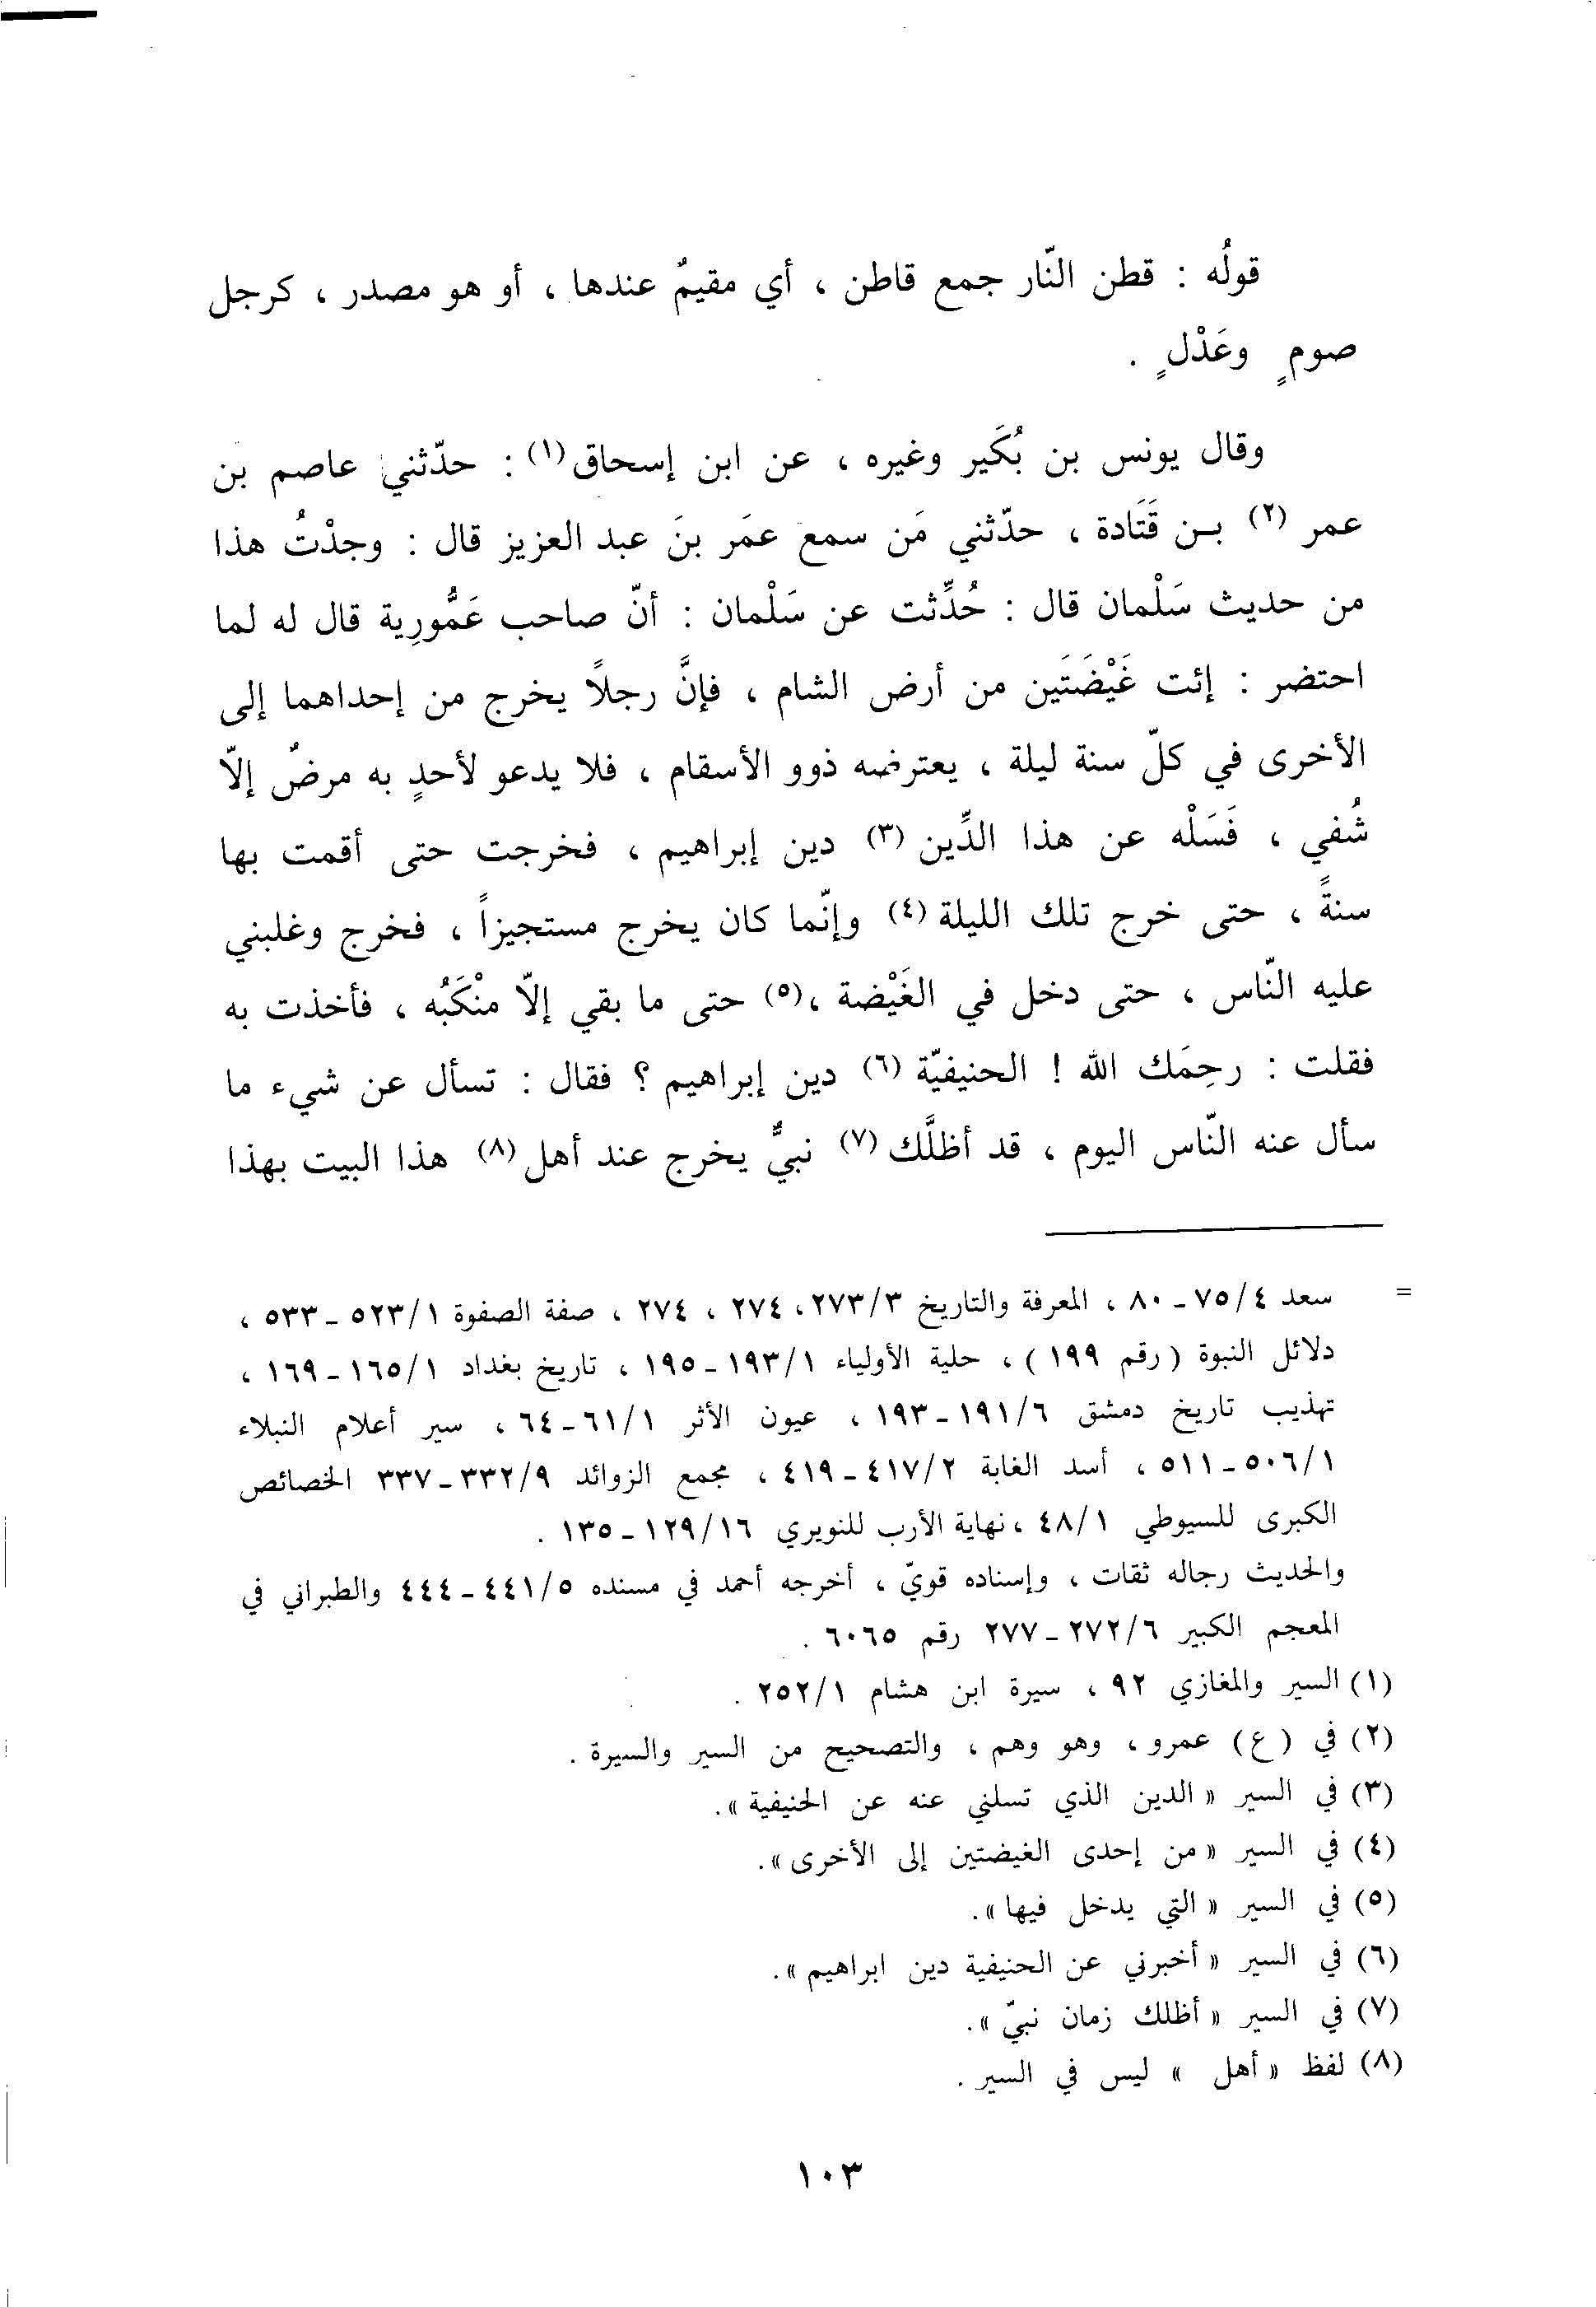 قولُه : قطن النّار جمع قاطن ، أي مقيمٌ عندها ، أو هو مصدر ، كرجل
صومٍ وعَدْلٍ .
وقال يونس بن بُكَير وغيره ، عن ابن إسحاق(١) : حدّثني عاصم بن
عمر (٢) بـن قَتَادة ، حدّثني مَن سمع عمَر بنَ عبد العزيز قال : وجدْتُ هذا
من حديث سَلْمان قال : حُدِّثت عن سَلْمان : أنّ صاحب عَمُّورِية قال له لما
احتضر : إئت غَيْضَتَين من أرض الشام ، فإنَّ رجلاً يخرج من إحداهما إلى
الأخرى في كلّ سنة ليلة ، يعترضه ذوو الأسقام ، فلا يدعو لأحدٍ به مرضٌ إلاّ
شُفي ، فَسَلْه عن هذا الدِّين (٣) دين إبراهيم ، فخرجت حتى أقمت بها
سنةً ، حتى خرج تلك الليلة (٤) وإنّما كان يخرج مستجيزاً ، فخرج وغلبني
عليه النّاس ، حتى دخل في الغَيْضة ،(٥) حتى ما بقي إلاّ منْكَبُه ، فأخذت به
فقلت : رحِمَك الله ! الحنيفيّة (٦) دين إبراهيم ؟ فقال : تسأل عن شيء ما
سأل عنه النّاس اليوم ، قد أظلَّك (٧) نبيٌّ يخرج عند أهل (٨) هذا البيت بهذا
= سعد ٤/٧٥ ـ ٨٠ ، المعرفة والتاريخ ٣/٢٧٣، ٢٧٤ ، ٢٧٤ ، صفة الصفوة ١/٥٢٣ ـ ٥٣٣ ،
دلائل النبوة ( رقم ١٩٩ ) ، حلية الأولياء ١/١٩٣ ـ ١٩٥ ، تاريخ بغداد ١/١٦٥ ـ ١٦٩ ،
تهذيب تاريخ دمشق ٦/١٩١ ـ ١٩٣ ، عيون الأثر ١/٦١ ـ ٦٤ ، سير أعلام النبلاء
١/٥٠٦ ـ ٥١١ ، أسد الغابة ٢/٤١٧ ـ ٤١٩ ، مجمع الزوائد ٩/٣٣٢ ـ ٣٣٧ الخصائص
الكبرى للسيوطي ١/٤٨ ، نهاية الأرب للنويري ١٦/١٢٩ ـ ١٣٥ .
والحديث رجاله ثقات ، وإسناده قويّ ، أخرجه أحمد في مسنده ٥/٤٤١ ـ ٤٤٤ والطبراني في
المعجم الكبير ٦/٢٧٢ ـ ٢٧٧ رقم ٦٠٦٥ .
(١) السير والمغازي ٩٢ ، سيرة ابن هشام ١/٢٥٢ .
(٢) في ( ع ) عمرو ، وهو وهم ، والتصحيح من السير والسيرة .
(٣) في السير « الدين الذي تسلني عنه عن الحنيفية ».
(٤) في السير « من إحدى الغيضتين إلى الأخرى ».
(٥) في السير « التي يدخل فيها ».
(٦) في السير « أخبرني عن الحنيفية دين ابراهيم ».
(٧) في السير « أظلك زمان نبيّ ».
(٨) لفظ « أهل » ليس في السير .
١٠٣